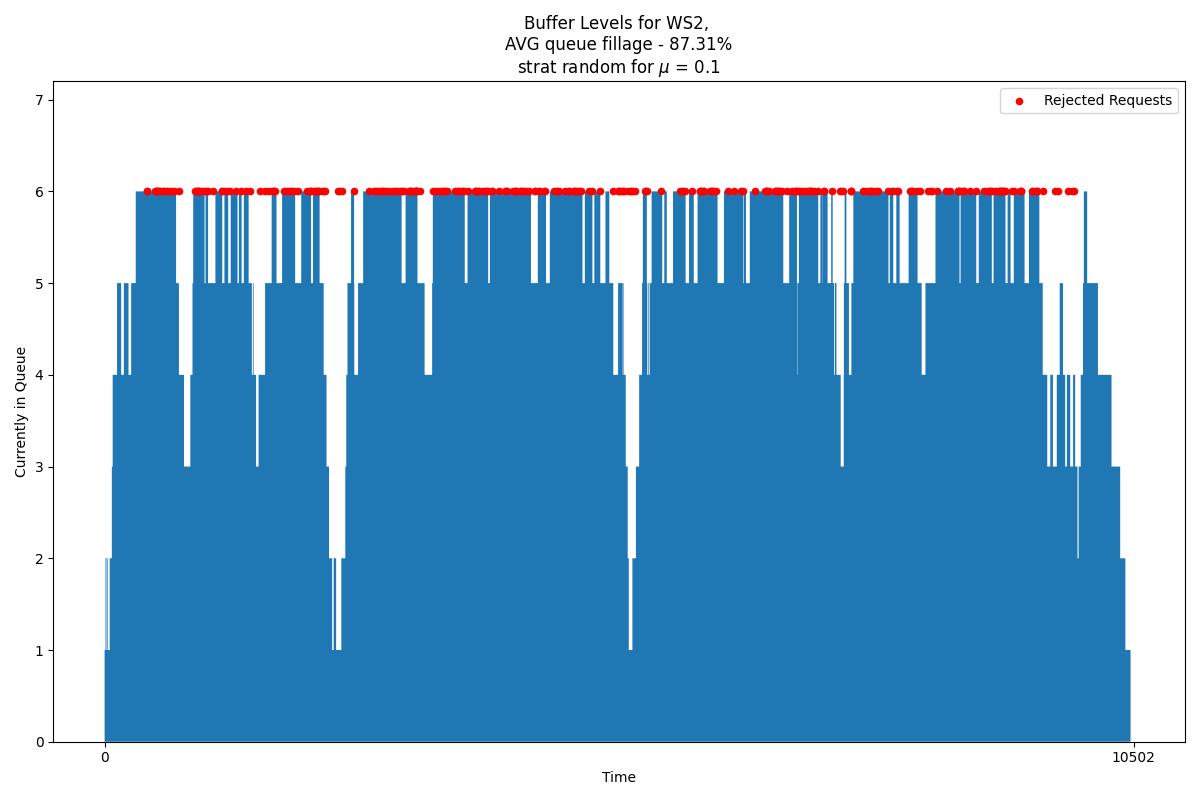 Buffer Levels for WS2,
AVG queue fillage - 87.31%
strat random for μ = 0.1
Rejected Requests
7
6
5
4
3
2
1
0
Currently in Queue
0
10502
Time